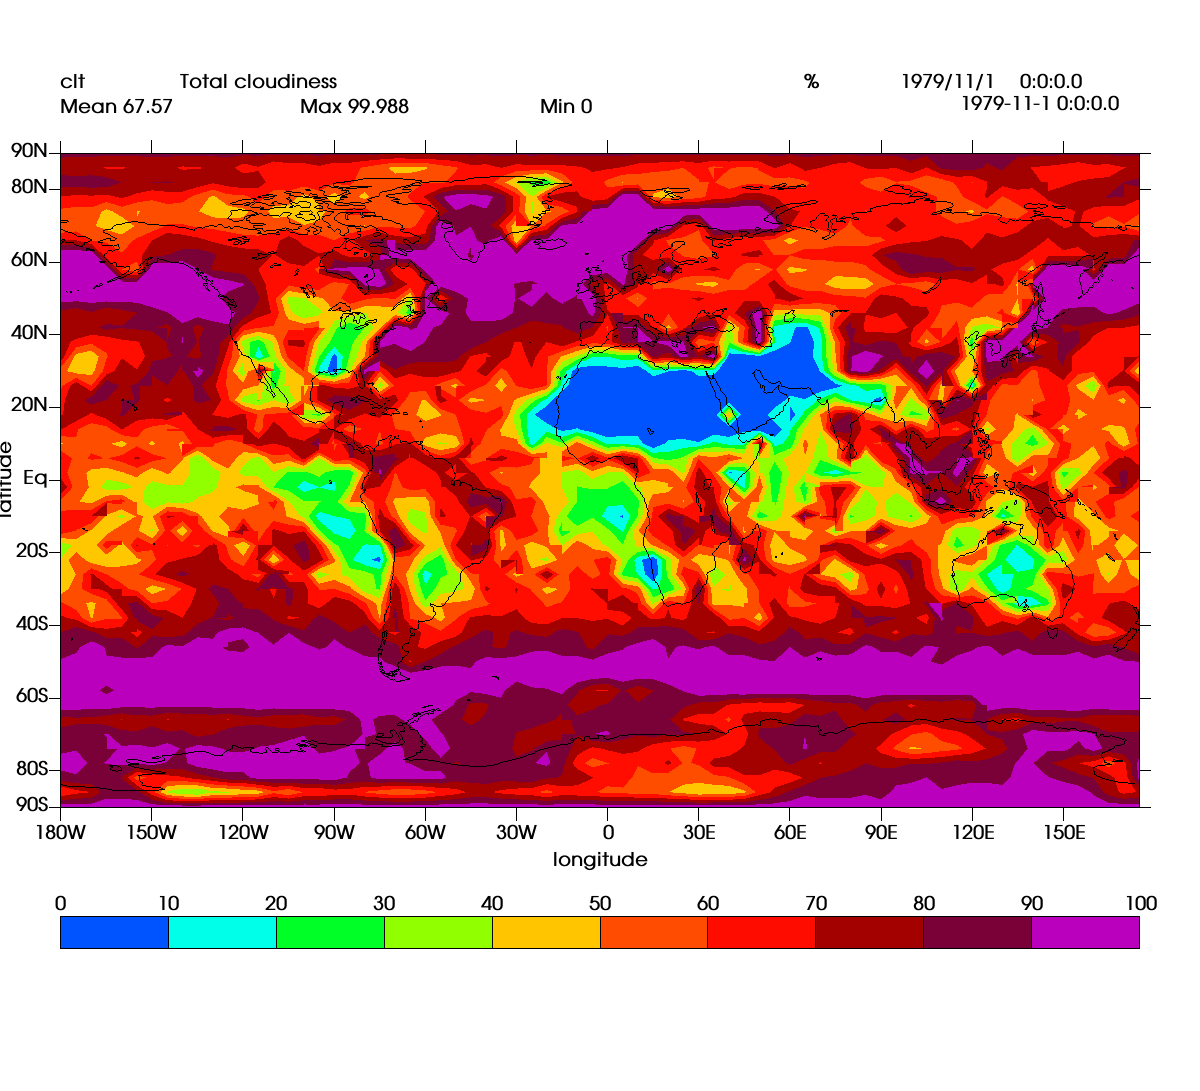 clt Total cloudiness % 1979/11/1 0:0:0.0
Mean 67.57 Max 99.988 Min 0 1979-11-1 0:0:0.0
90N
80N
60N
40N
20N
Eq
20S
40S
60S
80S
90S
latitude
180W 150W 120W 90W 60W 30W 0 30E 60E 90E 120E 150E
longitude
0 10 20 30 40 50 60 70 80 90 100